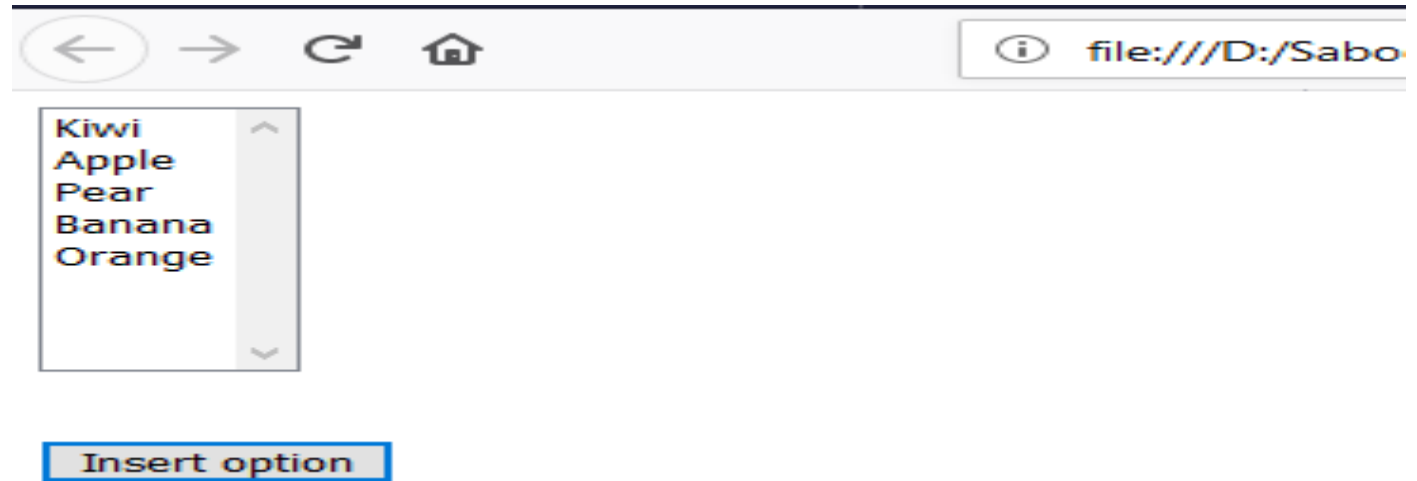 file:///D:/Sabo
Kiwi
Apple
Pear
Banana
Orange
Insert option